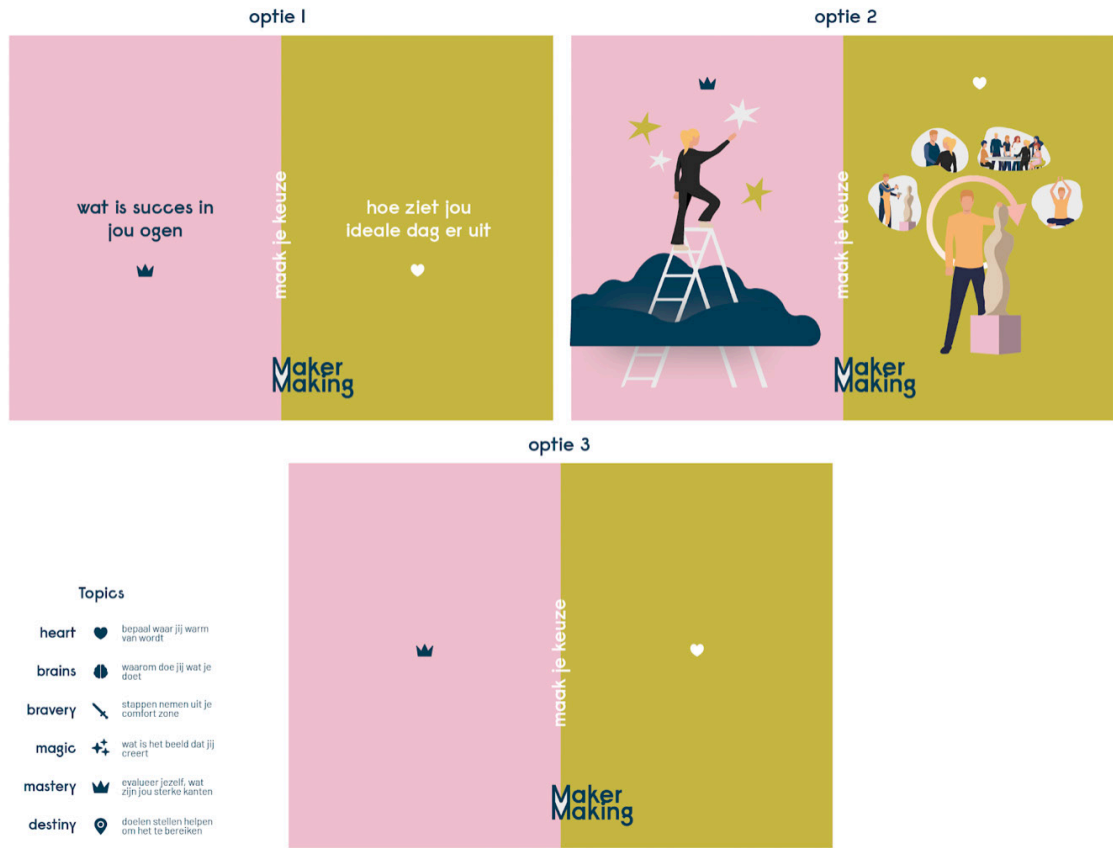 optie 1
wat is succes in
jou ogen
maak je keuze
hoe ziet jou
ideale dag er uit
Maker
Making
optie 2
maak je keuze
Maker
Making
optie 3
maak je keuze
Maker
Making
Topics
heart
bepaal waar jij warm
van wordt
brains
waarom doe jij wat je
doet
bravery
stappen nemen uit je
comfort zone
magic
wat is het beeld dat jij
creert
mastery
evalueer jezelf, wat
zijn jou sterke kanten
destiny
doelen stellen helpen
om het te bereiken